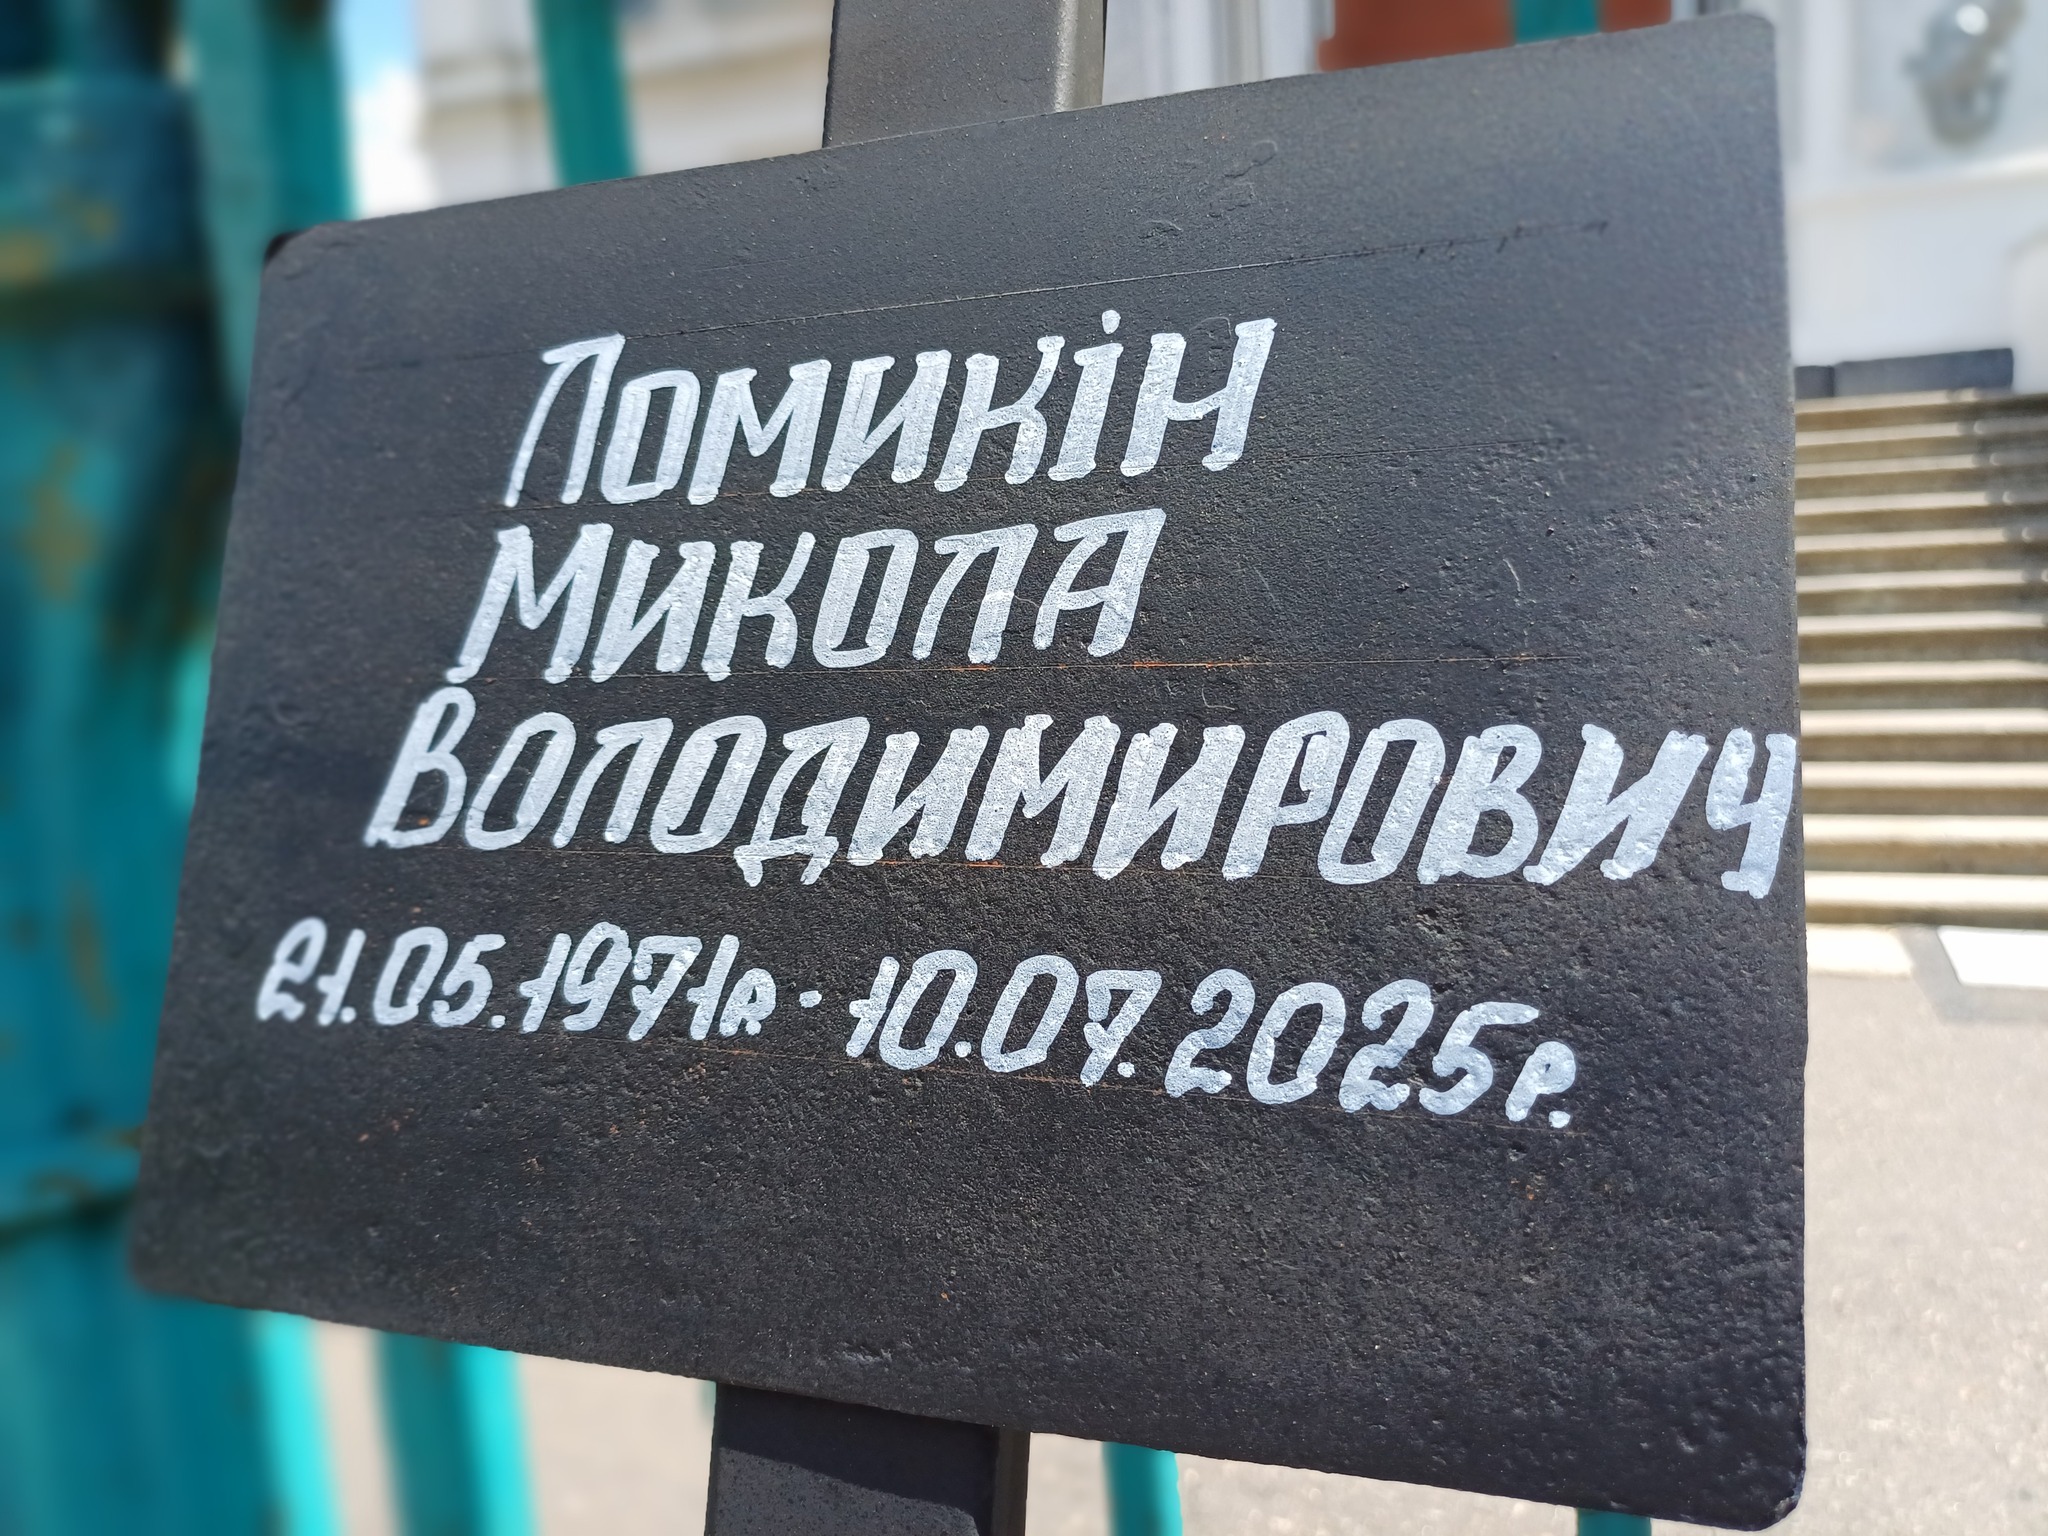 Ломикін
Микола
Володимирович
21.05.1971р. - 10.07.2025р.